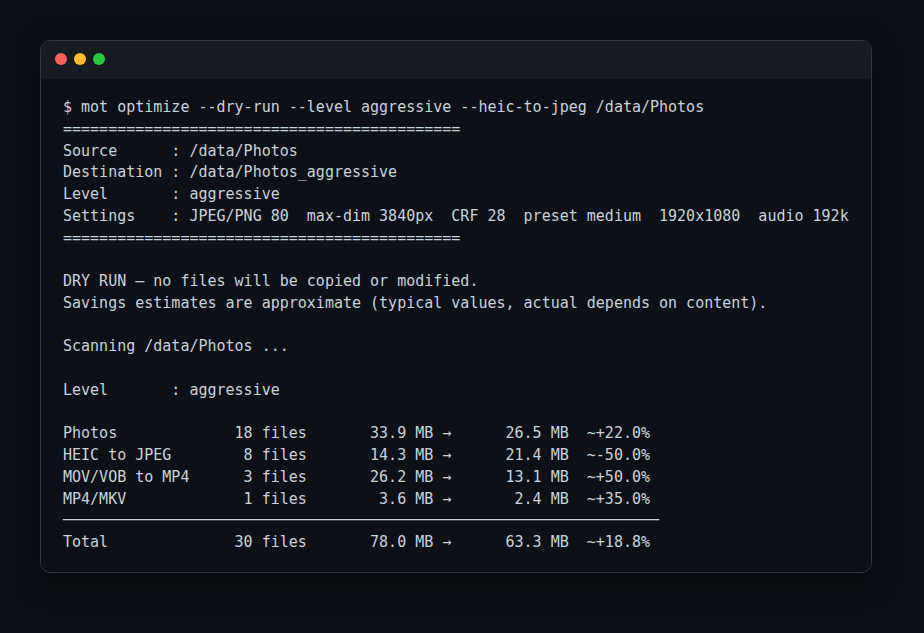 $ mot optimize --dry-run --level aggressive --heic-to-jpeg /data/Photos
============================================
Source      : /data/Photos
Destination : /data/Photos_aggressive
Level       : aggressive
Settings    : JPEG/PNG 80  max-dim 3840px  CRF 28  preset medium  1920x1080  audio 192k
============================================
DRY RUN — no files will be copied or modified.
Savings estimates are approximate (typical values, actual depends on content).
Scanning /data/Photos ...
Level       : aggressive
Photos             18 files       33.9 MB →      26.5 MB  ~+22.0%
HEIC to JPEG        8 files       14.3 MB →      21.4 MB  ~-50.0%
MOV/VOB to MP4      3 files       26.2 MB →      13.1 MB  ~+50.0%
MP4/MKV             1 files        3.6 MB →       2.4 MB  ~+35.0%
──────────────────────────────────────────────────────────────────
Total              30 files       78.0 MB →      63.3 MB  ~+18.8%